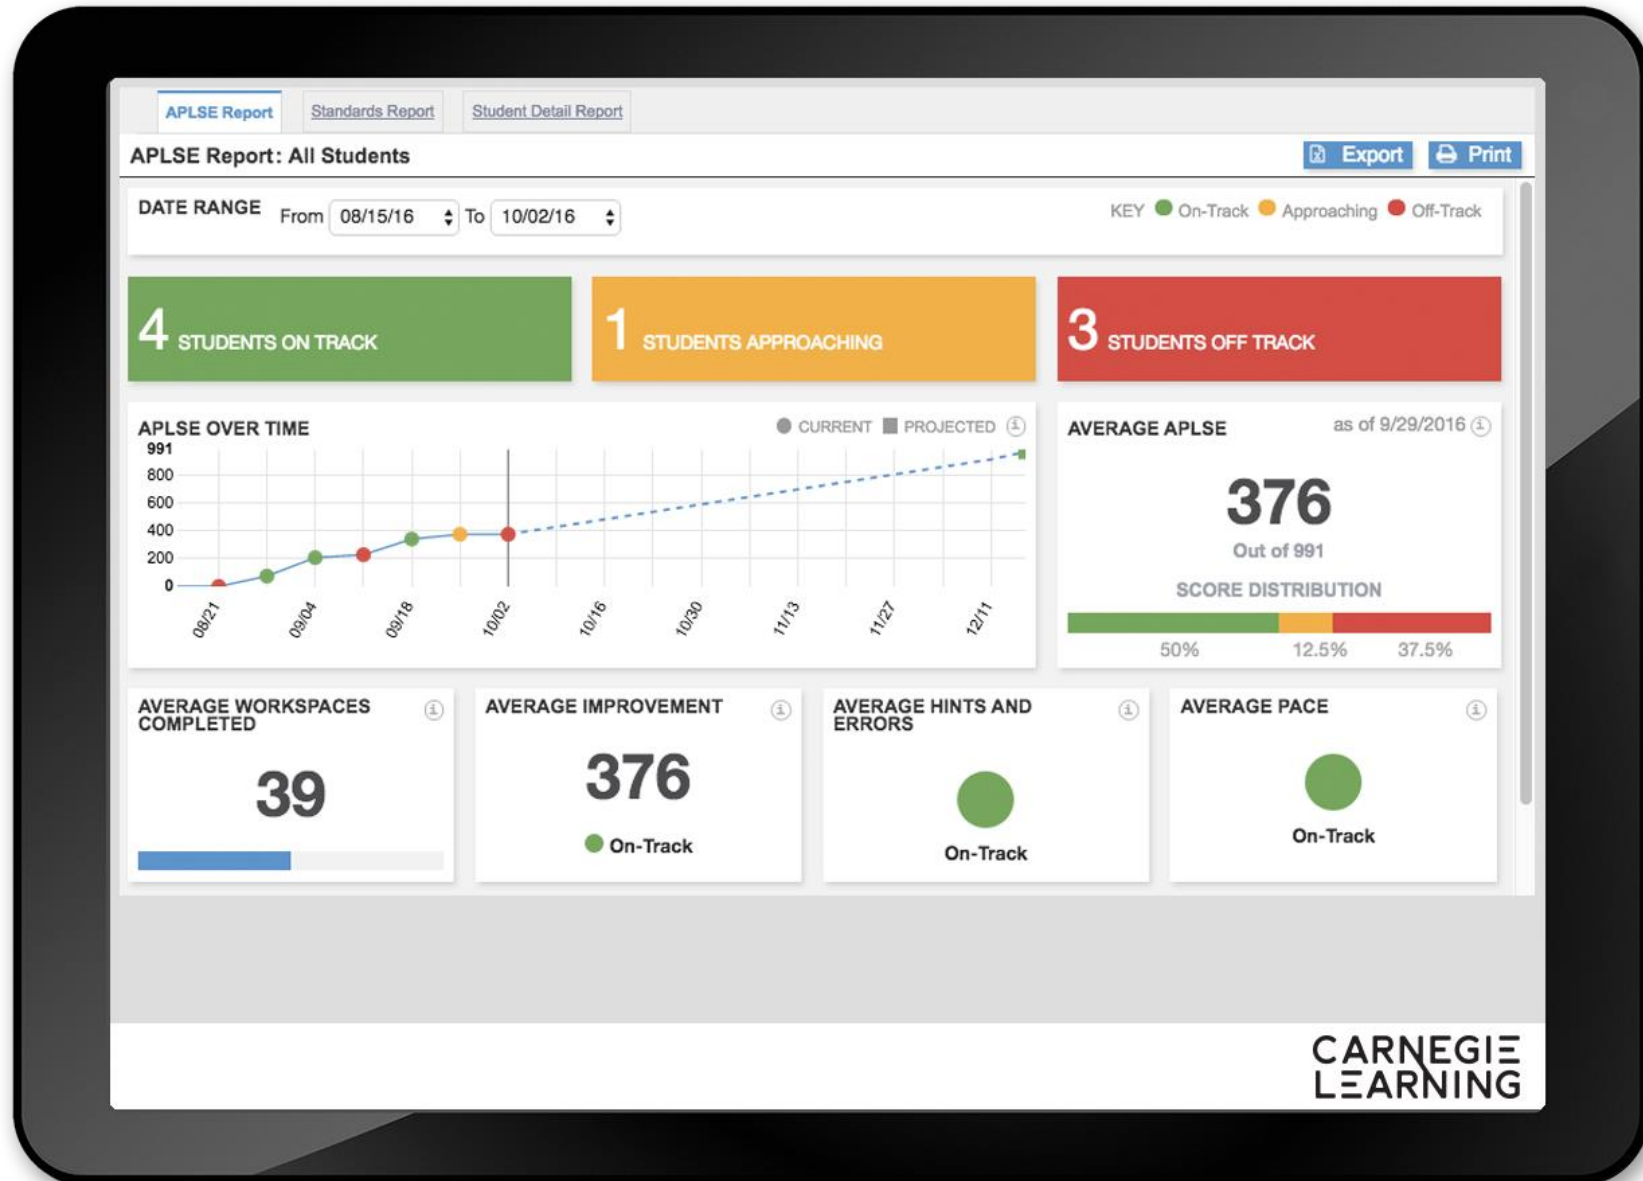 APLSE Report
Standards Report
Student Detail Report
APLSE Report: All Students
Export
Print
DATE RANGE From 08/15/16 To 10/02/16
KEY On-Track Approaching Off-Track
4 STUDENTS ON TRACK
1 STUDENTS APPROACHING
3 STUDENTS OFF TRACK
APLSE OVER TIME
CURRENT PROJECTED
991
800
600
400
200
0
08/21
09/04
09/18
10/02
10/16
10/30
11/13
11/27
12/11
AVERAGE APLSE
as of 9/29/2016
376
Out of 991
SCORE DISTRIBUTION
50% 12.5% 37.5%
AVERAGE WORKSPACES
COMPLETED
39
AVERAGE IMPROVEMENT
376
On-Track
AVERAGE HINTS AND
ERRORS
On-Track
AVERAGE PACE
On-Track
CARNEGIE
LEARNING